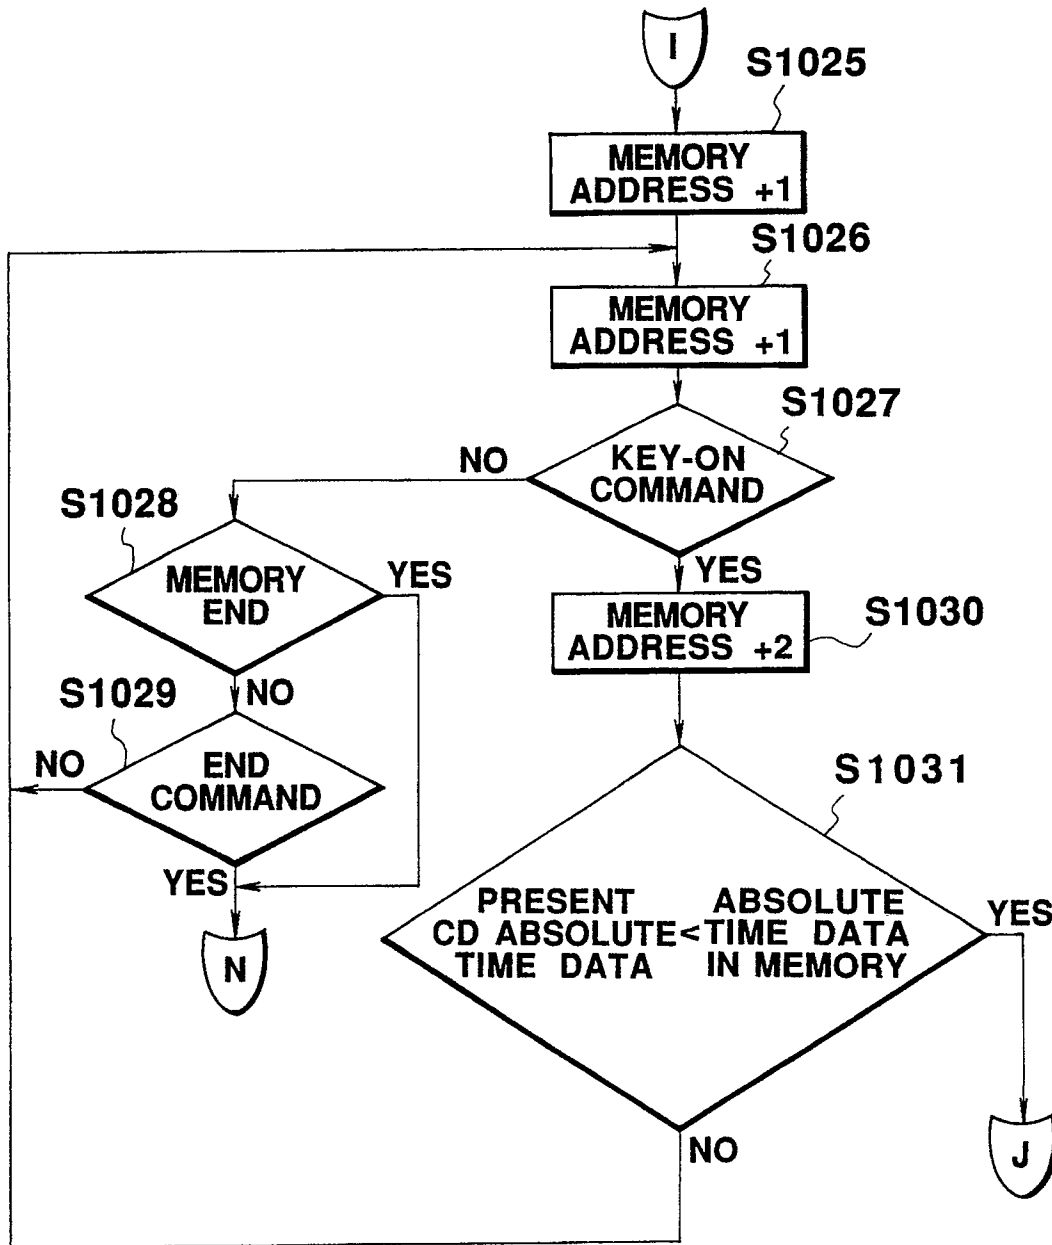 I
S1025
MEMORY
ADDRESS +1
S1026
MEMORY
ADDRESS +1
S1027
KEY-ON
COMMAND
NO
YES
S1028
MEMORY
END
YES
NO
S1030
MEMORY
ADDRESS +2
S1029
END
COMMAND
NO
YES
N
S1031
PRESENT ABSOLUTE
CD ABSOLUTE < TIME DATA
TIME DATA IN MEMORY
YES
NO
J